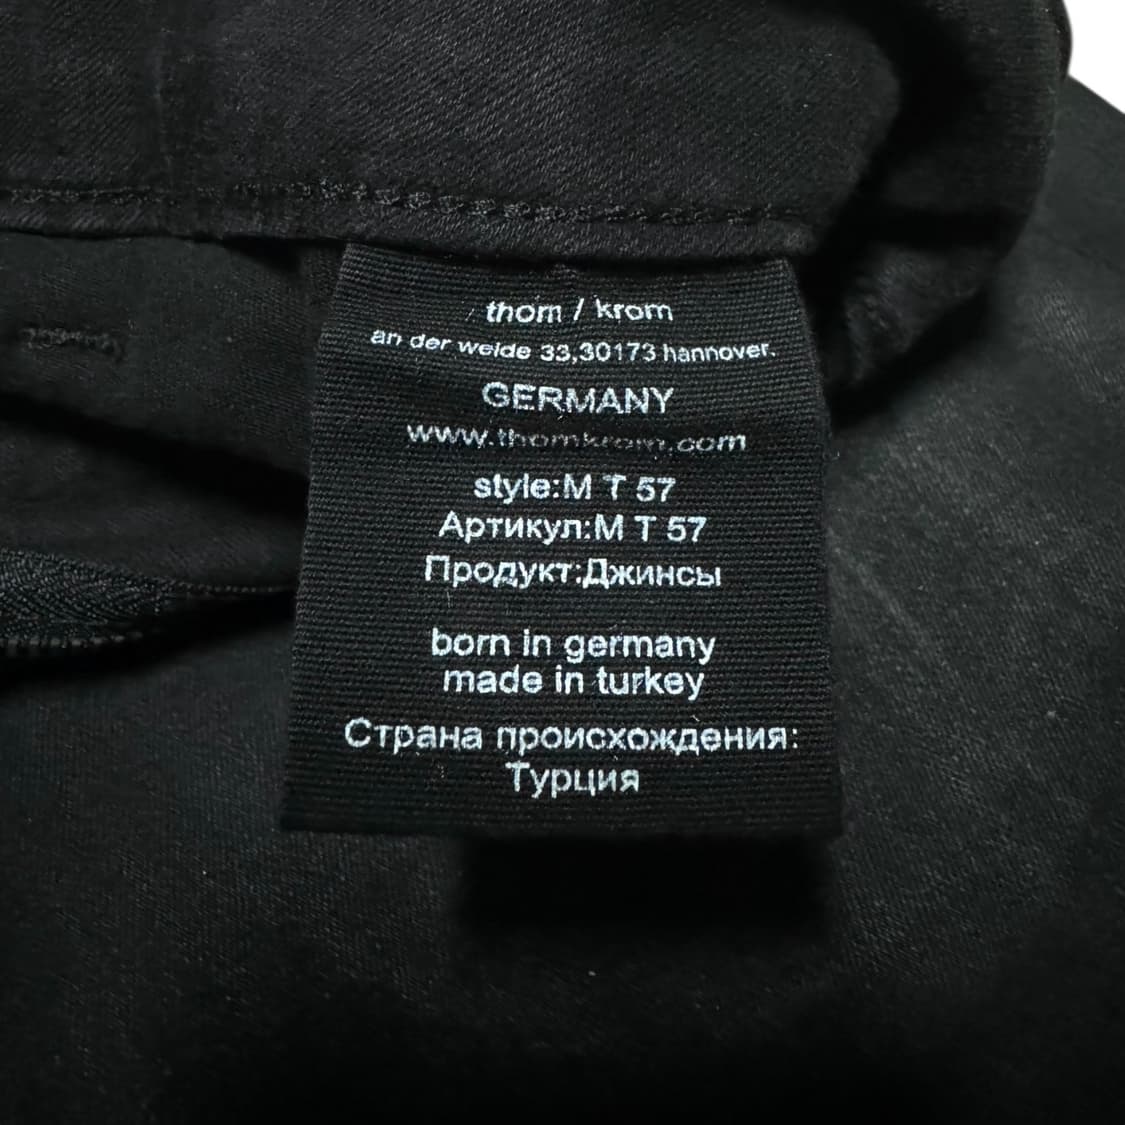 thom / krom
an der weide 33,30173 hannover.
GERMANY
www.thomkrom.com
style:M T 57
Артикул:M T 57
Продукт:Джинсы
born in germany
made in turkey
Страна происхождения:
Турция